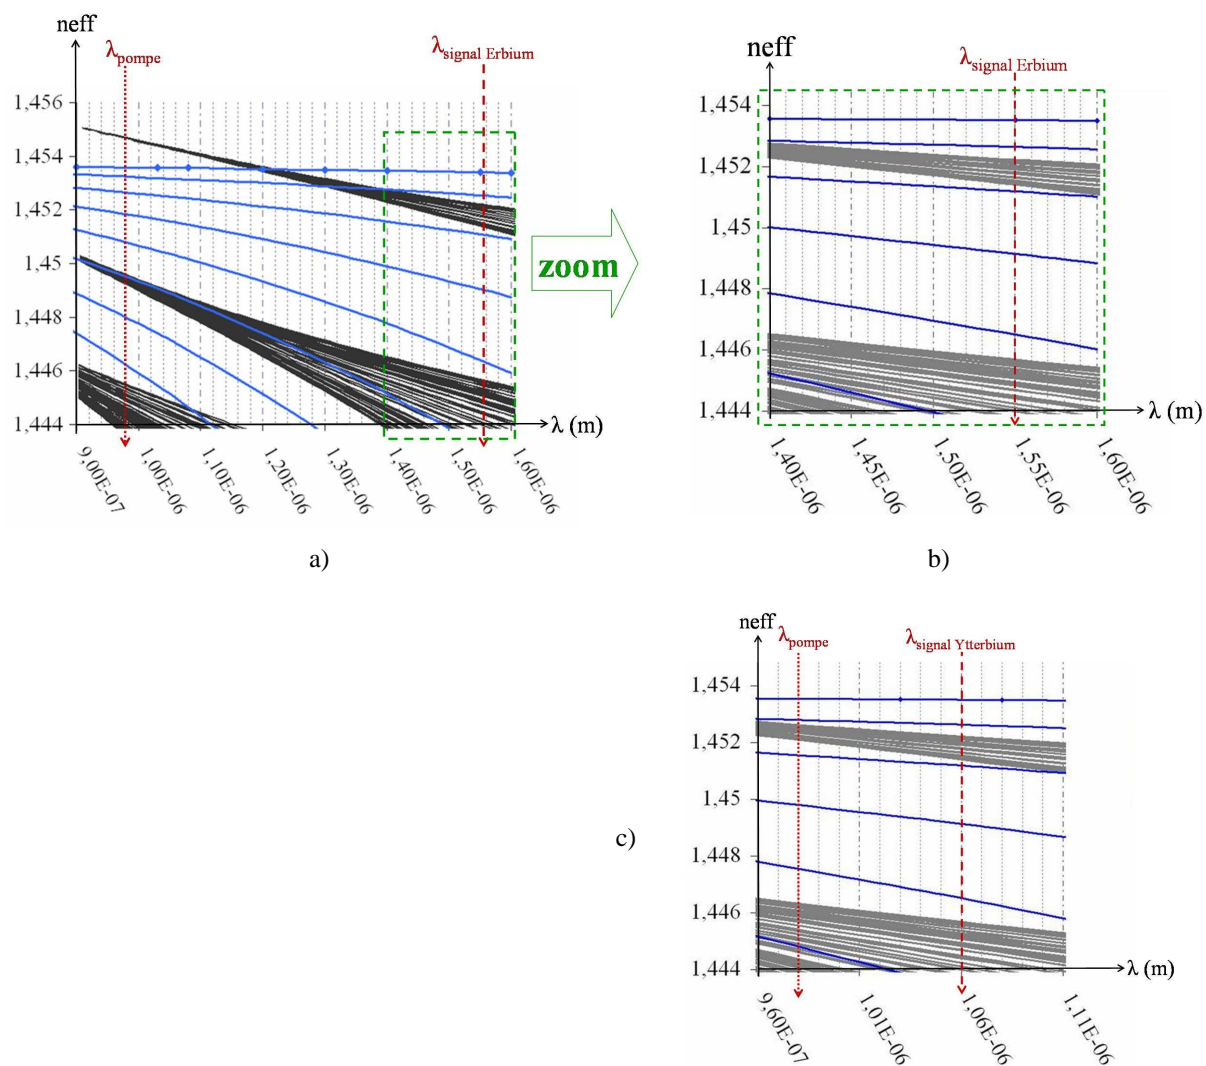 neff
λpompe
λsignal Erbium
1,456
1,454
1,452
1,45
1,448
1,446
1,444
λ (m)
9,00E-07
1,00E-06
1,10E-06
1,20E-06
1,30E-06
1,40E-06
1,50E-06
1,60E-06
a)
zoom
neff
λsignal Erbium
1,454
1,452
1,45
1,448
1,446
1,444
λ (m)
1,40E-06
1,45E-06
1,50E-06
1,55E-06
1,60E-06
b)
neff
λpompe
λsignal Ytterbium
1,454
1,452
1,45
1,448
1,446
1,444
λ (m)
9,60E-07
1,01E-06
1,06E-06
1,11E-06
c)